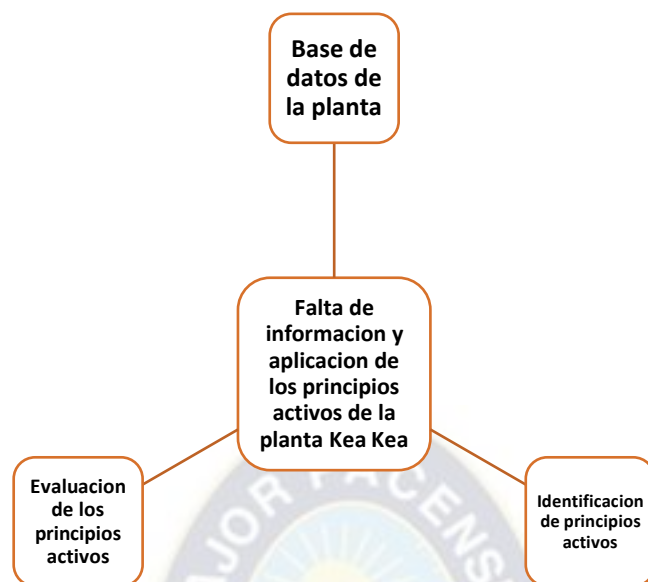 Base de
datos de
la planta
Falta de
informacion y
aplicacion de
los principios
activos de la
planta Kea Kea
Evaluacion
de los
principios
activos
Identificacion
de principios
activos